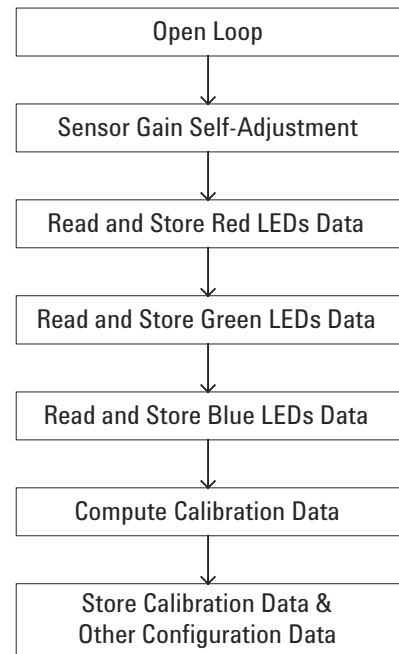 Open Loop
Sensor Gain Self-Adjustment
Read and Store Red LEDs Data
Read and Store Green LEDs Data
Read and Store Blue LEDs Data
Compute Calibration Data
Store Calibration Data &
Other Configuration Data